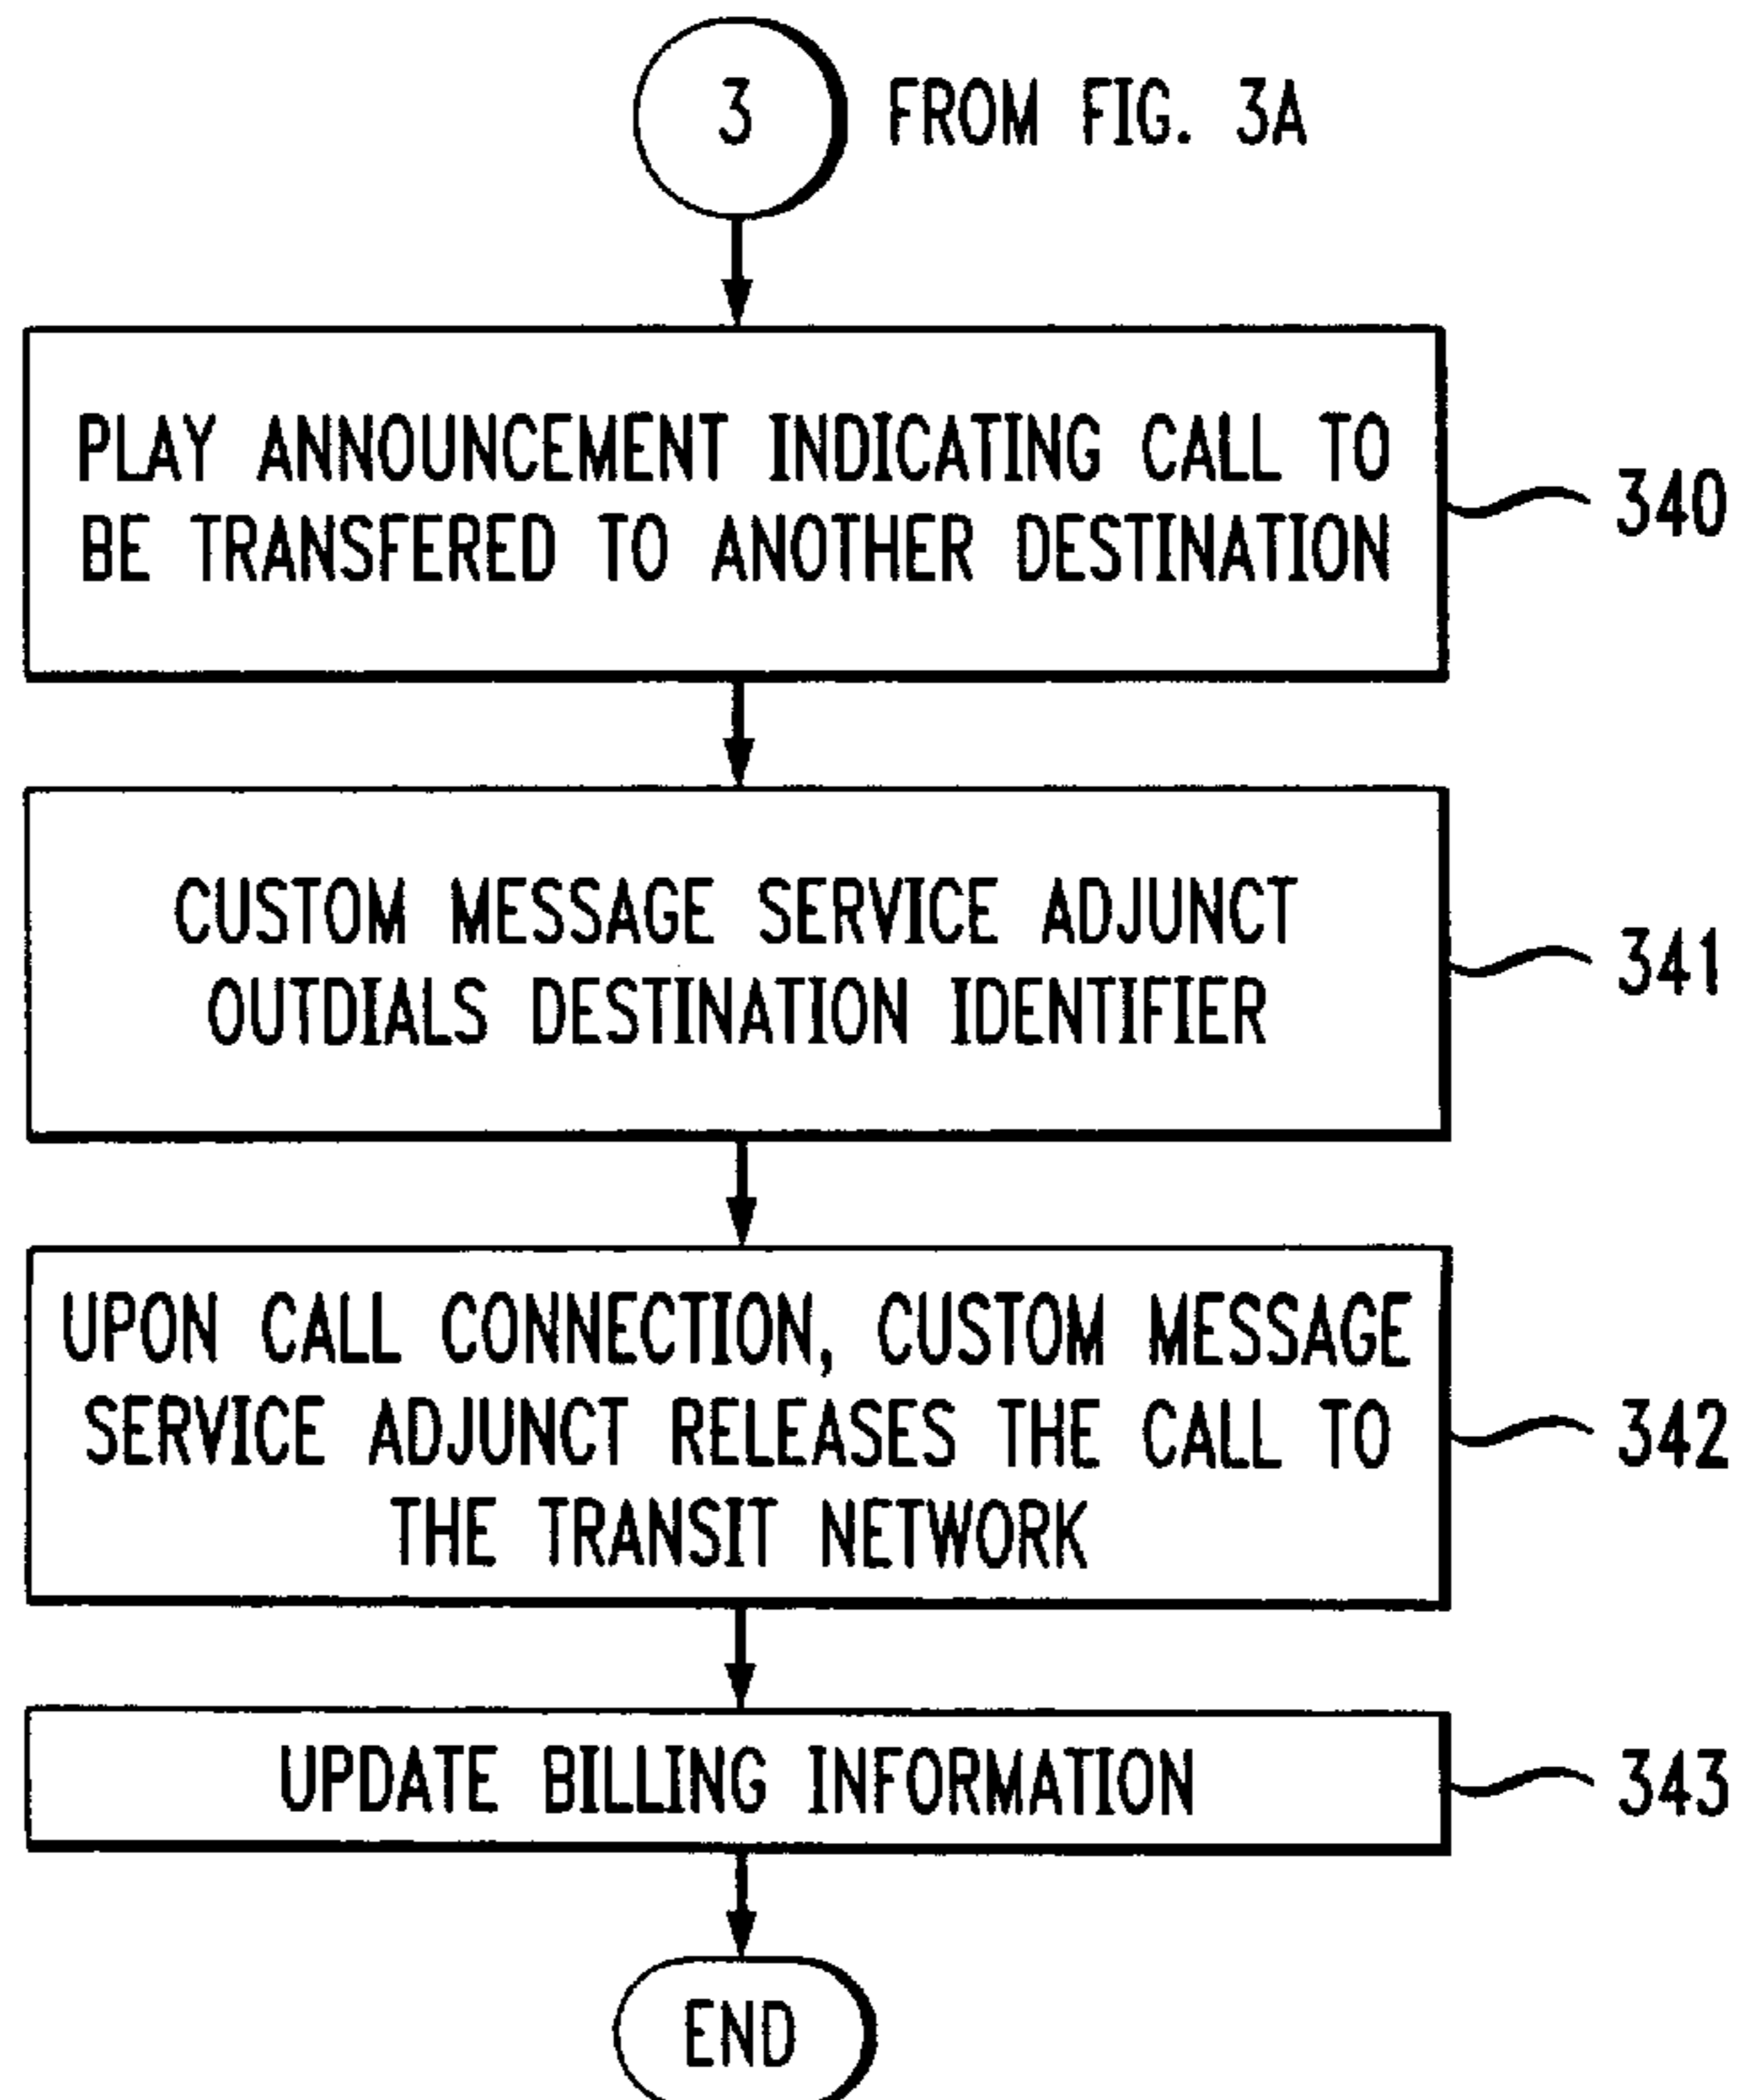 3 FROM FIG. 3A
PLAY ANNOUNCEMENT INDICATING CALL TO
BE TRANSFERED TO ANOTHER DESTINATION
340
CUSTOM MESSAGE SERVICE ADJUNCT
OUTDIALS DESTINATION IDENTIFIER
341
UPON CALL CONNECTION, CUSTOM MESSAGE
SERVICE ADJUNCT RELEASES THE CALL TO
THE TRANSIT NETWORK
342
UPDATE BILLING INFORMATION
343
END